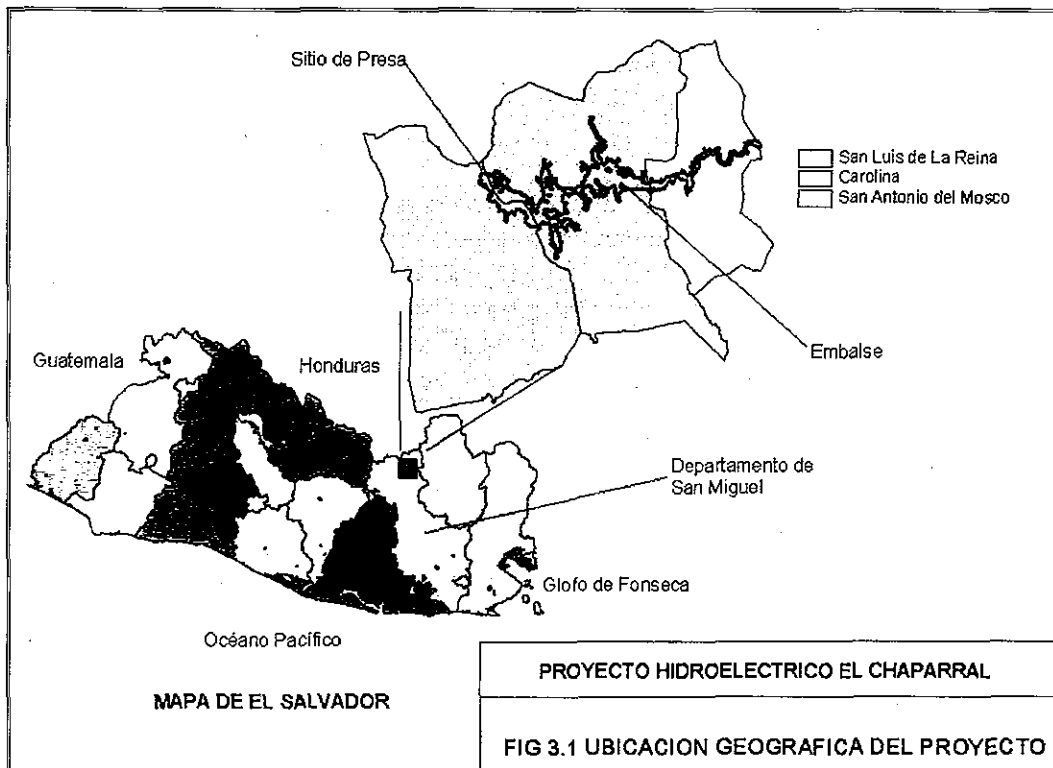 Sitio de Presa
San Luis de La Reina
Carolina
San Antonio del Mosco
Embalse
Guatemala
Honduras
Departamento de
San Miguel
Glofo de Fonseca
Océano Pacífico
MAPA DE EL SALVADOR
PROYECTO HIDROELECTRICO EL CHAPARRAL
FIG 3.1 UBICACION GEOGRAFICA DEL PROYECTO